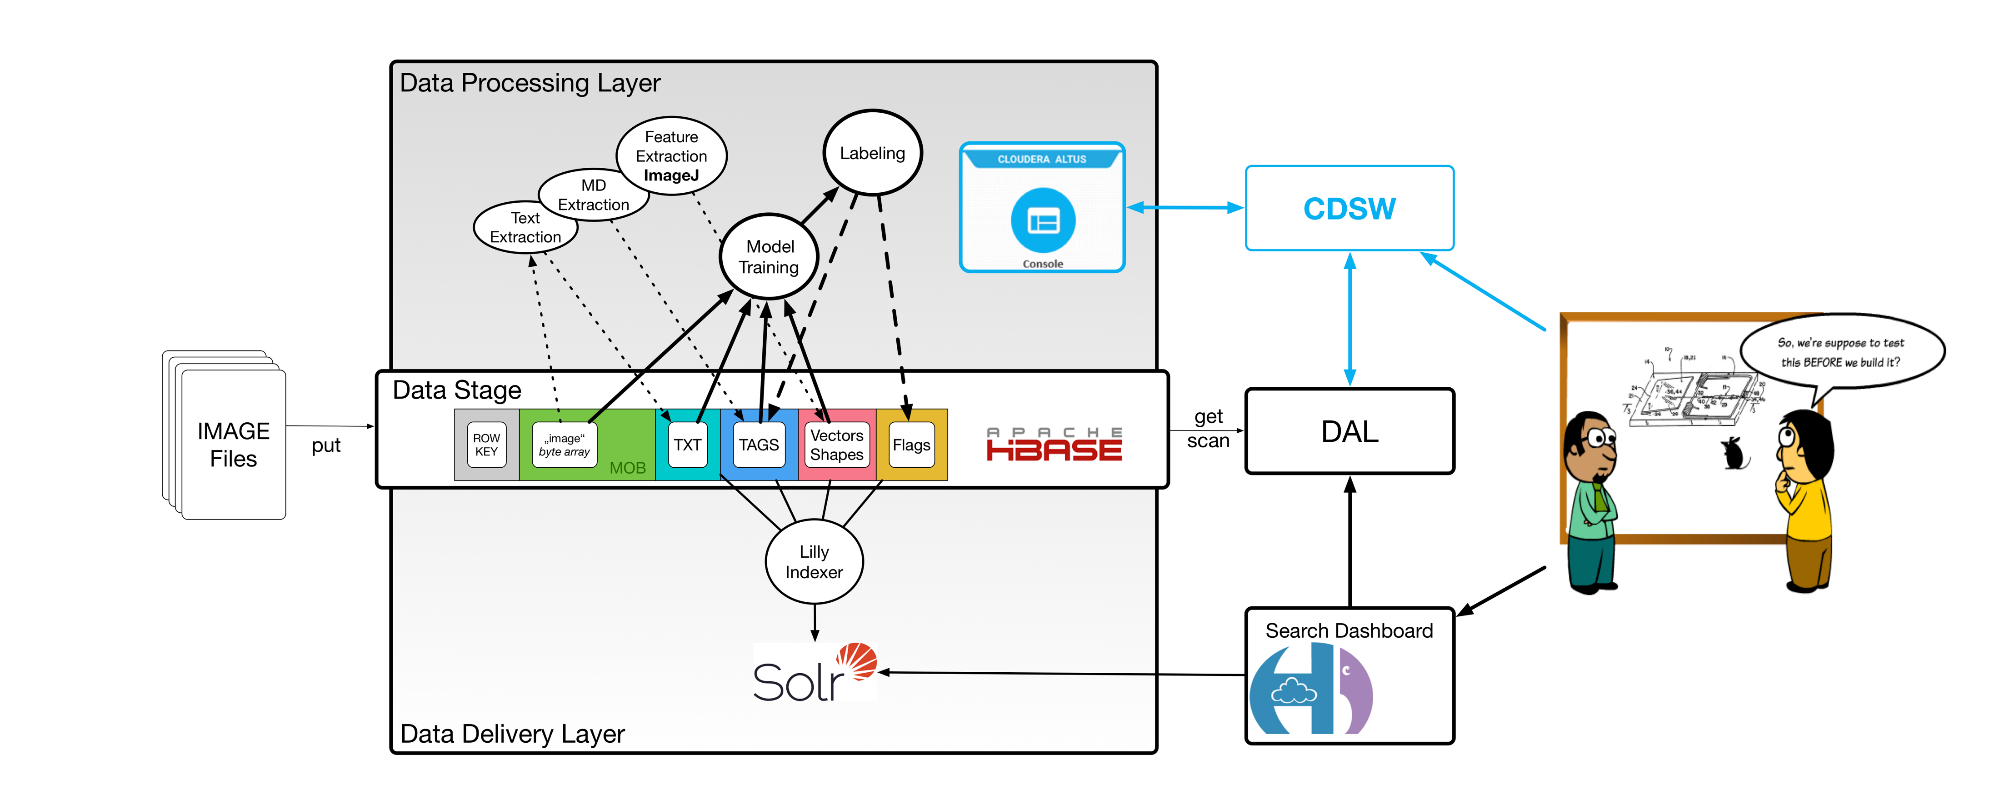 Data Processing Layer
Feature
Extraction
ImageJ
MD
Extraction
Text
Extraction
Labeling
Model
Training
CLOUDERA ALTUS
Console
CDSW
IMAGE
Files
put
Data Stage
ROW
KEY
„image“
byte array
MOB
TXT
TAGS
Vectors
Shapes
Flags
APACHE
HBASE
get
scan
DAL
So, we're suppose to test
this BEFORE we build it?
Lilly
Indexer
Solr
Data Delivery Layer
Search Dashboard